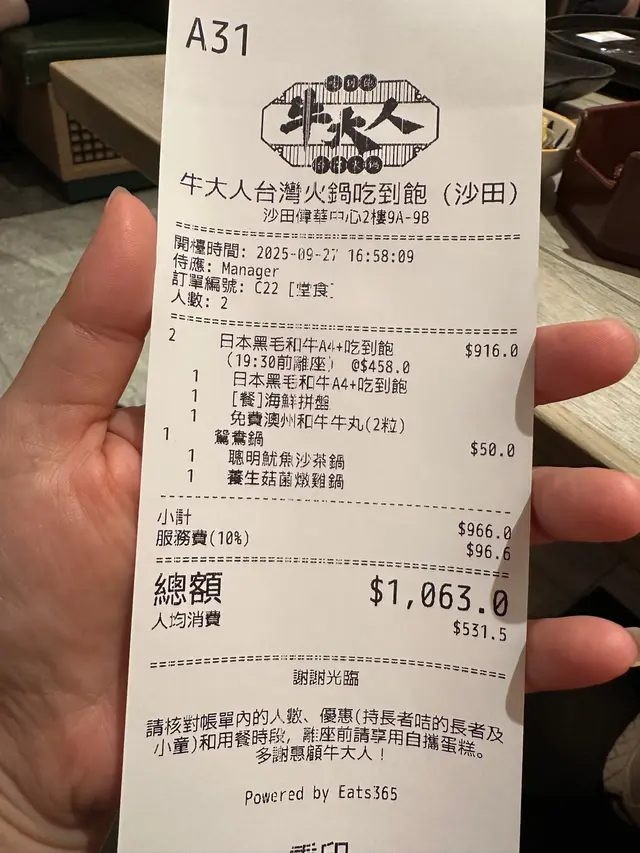 A31
吃到飽
牛大人
台灣火鍋
牛大人台灣火鍋吃到飽 (沙田)
沙田偉華中心2樓9A-9B
開檯時間: 2025-09-27 16:58:09
侍應: Manager
訂單編號: C22 [堂食]
人數: 2
2 日本黑毛和牛A4+吃到飽 $916.0
(19:30前離座) @$458.0
1 日本黑毛和牛A4+吃到飽
1 [餐]海鮮拼盤
1 免費澳州和牛牛丸(2粒)
1 鴛鴦鍋 $50.0
1 聰明魷魚沙茶鍋
1 養生菇菌燉雞鍋
小計 $966.0
服務費(10%) $96.6
總額 $1,063.0
人均消費 $531.5
謝謝光臨
請核對帳單內的人數、優惠(持長者咭的長者及
小童)和用餐時段, 離座前請享用自攜蛋糕。
多謝惠顧牛大人！
Powered by Eats365